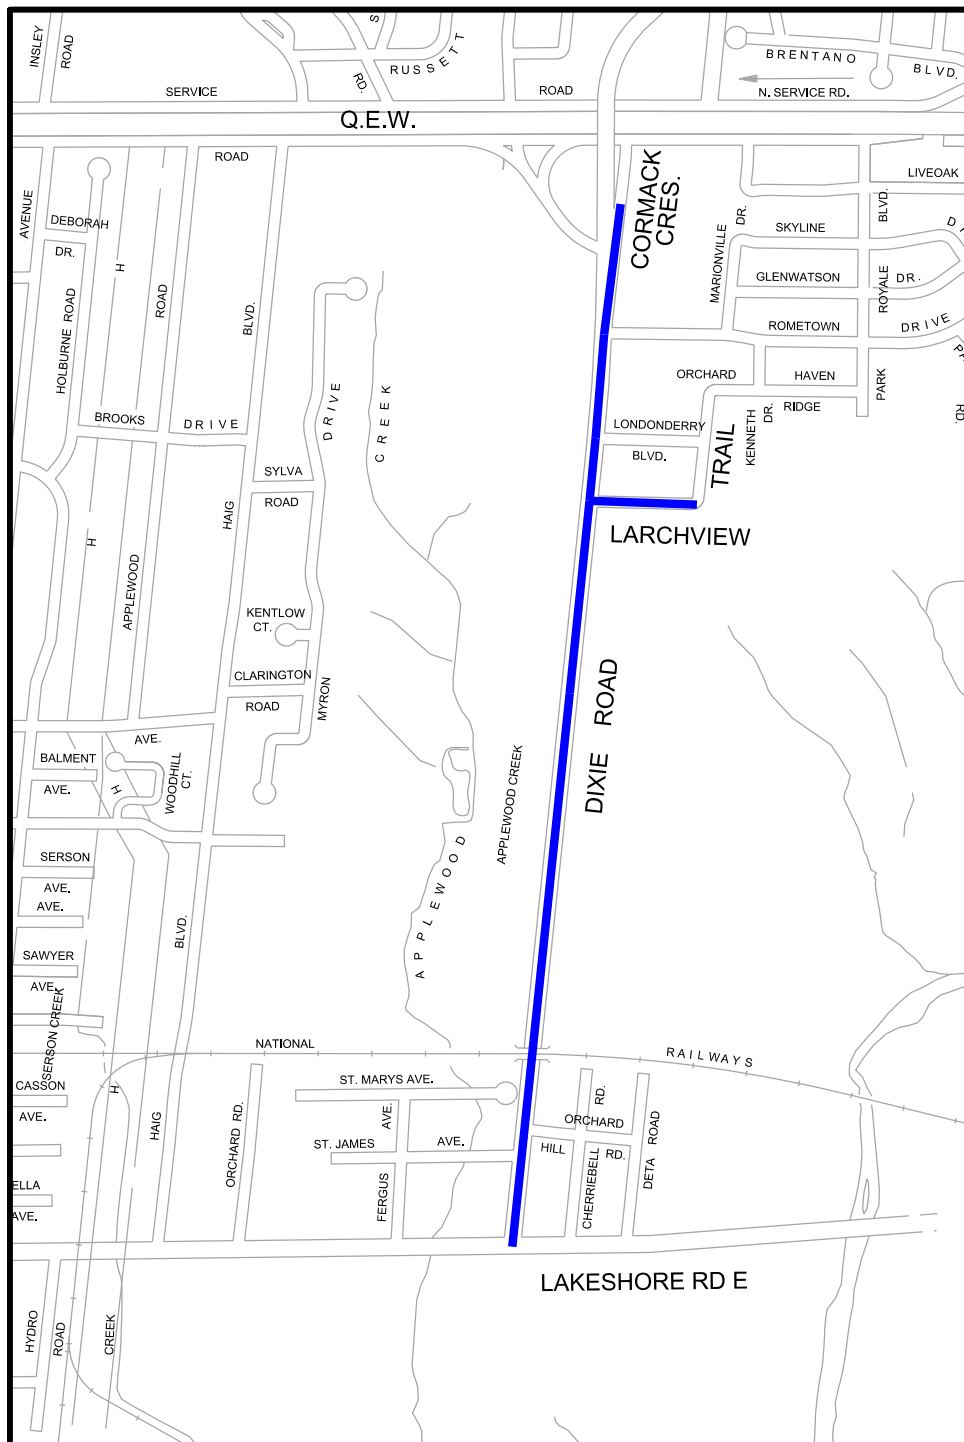 INSLEY
ROAD
S
RUSSETT
RD.
BRENTANO
BLVD.
SERVICE
ROAD
N. SERVICE RD.
Q.E.W.
ROAD
LIVEOAK
AVENUE
DEBORAH
DR.
H
ROAD
BLVD.
CORMACK
CRES.
MARIONVILLE
DR.
SKYLINE
BLVD.
GLENWATSON
ROYALE
DR.
ROMETOWN
DRIVE
HOLBURNE ROAD
CREEK
DRIVE
ORCHARD
HAVEN
RIDGE
PARK
RD.
BROOKS
DRIVE
LONDONDERRY
BLVD.
TRAIL
KENNETH
DR.
SYLVA
ROAD
HAIG
LARCHVIEW
H
APPLEWOOD
KENTLOW
CT.
CLARINGTON
ROAD
MYRON
DIXIE ROAD
AVE.
BALMENT
AVE.
H
WOODHILL
CT.
APPLEWOOD CREEK
APPLEWOOD
SERSON
AVE.
AVE.
BLVD.
SAWYER
AVE.
SERSON CREEK
NATIONAL
RAILWAYS
CASSON
AVE.
H
HAIG
ORCHARD RD.
ST. MARYS AVE.
AVE.
ST. JAMES
AVE.
FERGUS
RD.
ORCHARD
HILL
RD.
CHERRIEBELL
DETA ROAD
ELLA
AVE.
LAKESHORE RD E
HYDRO
ROAD
CREEK